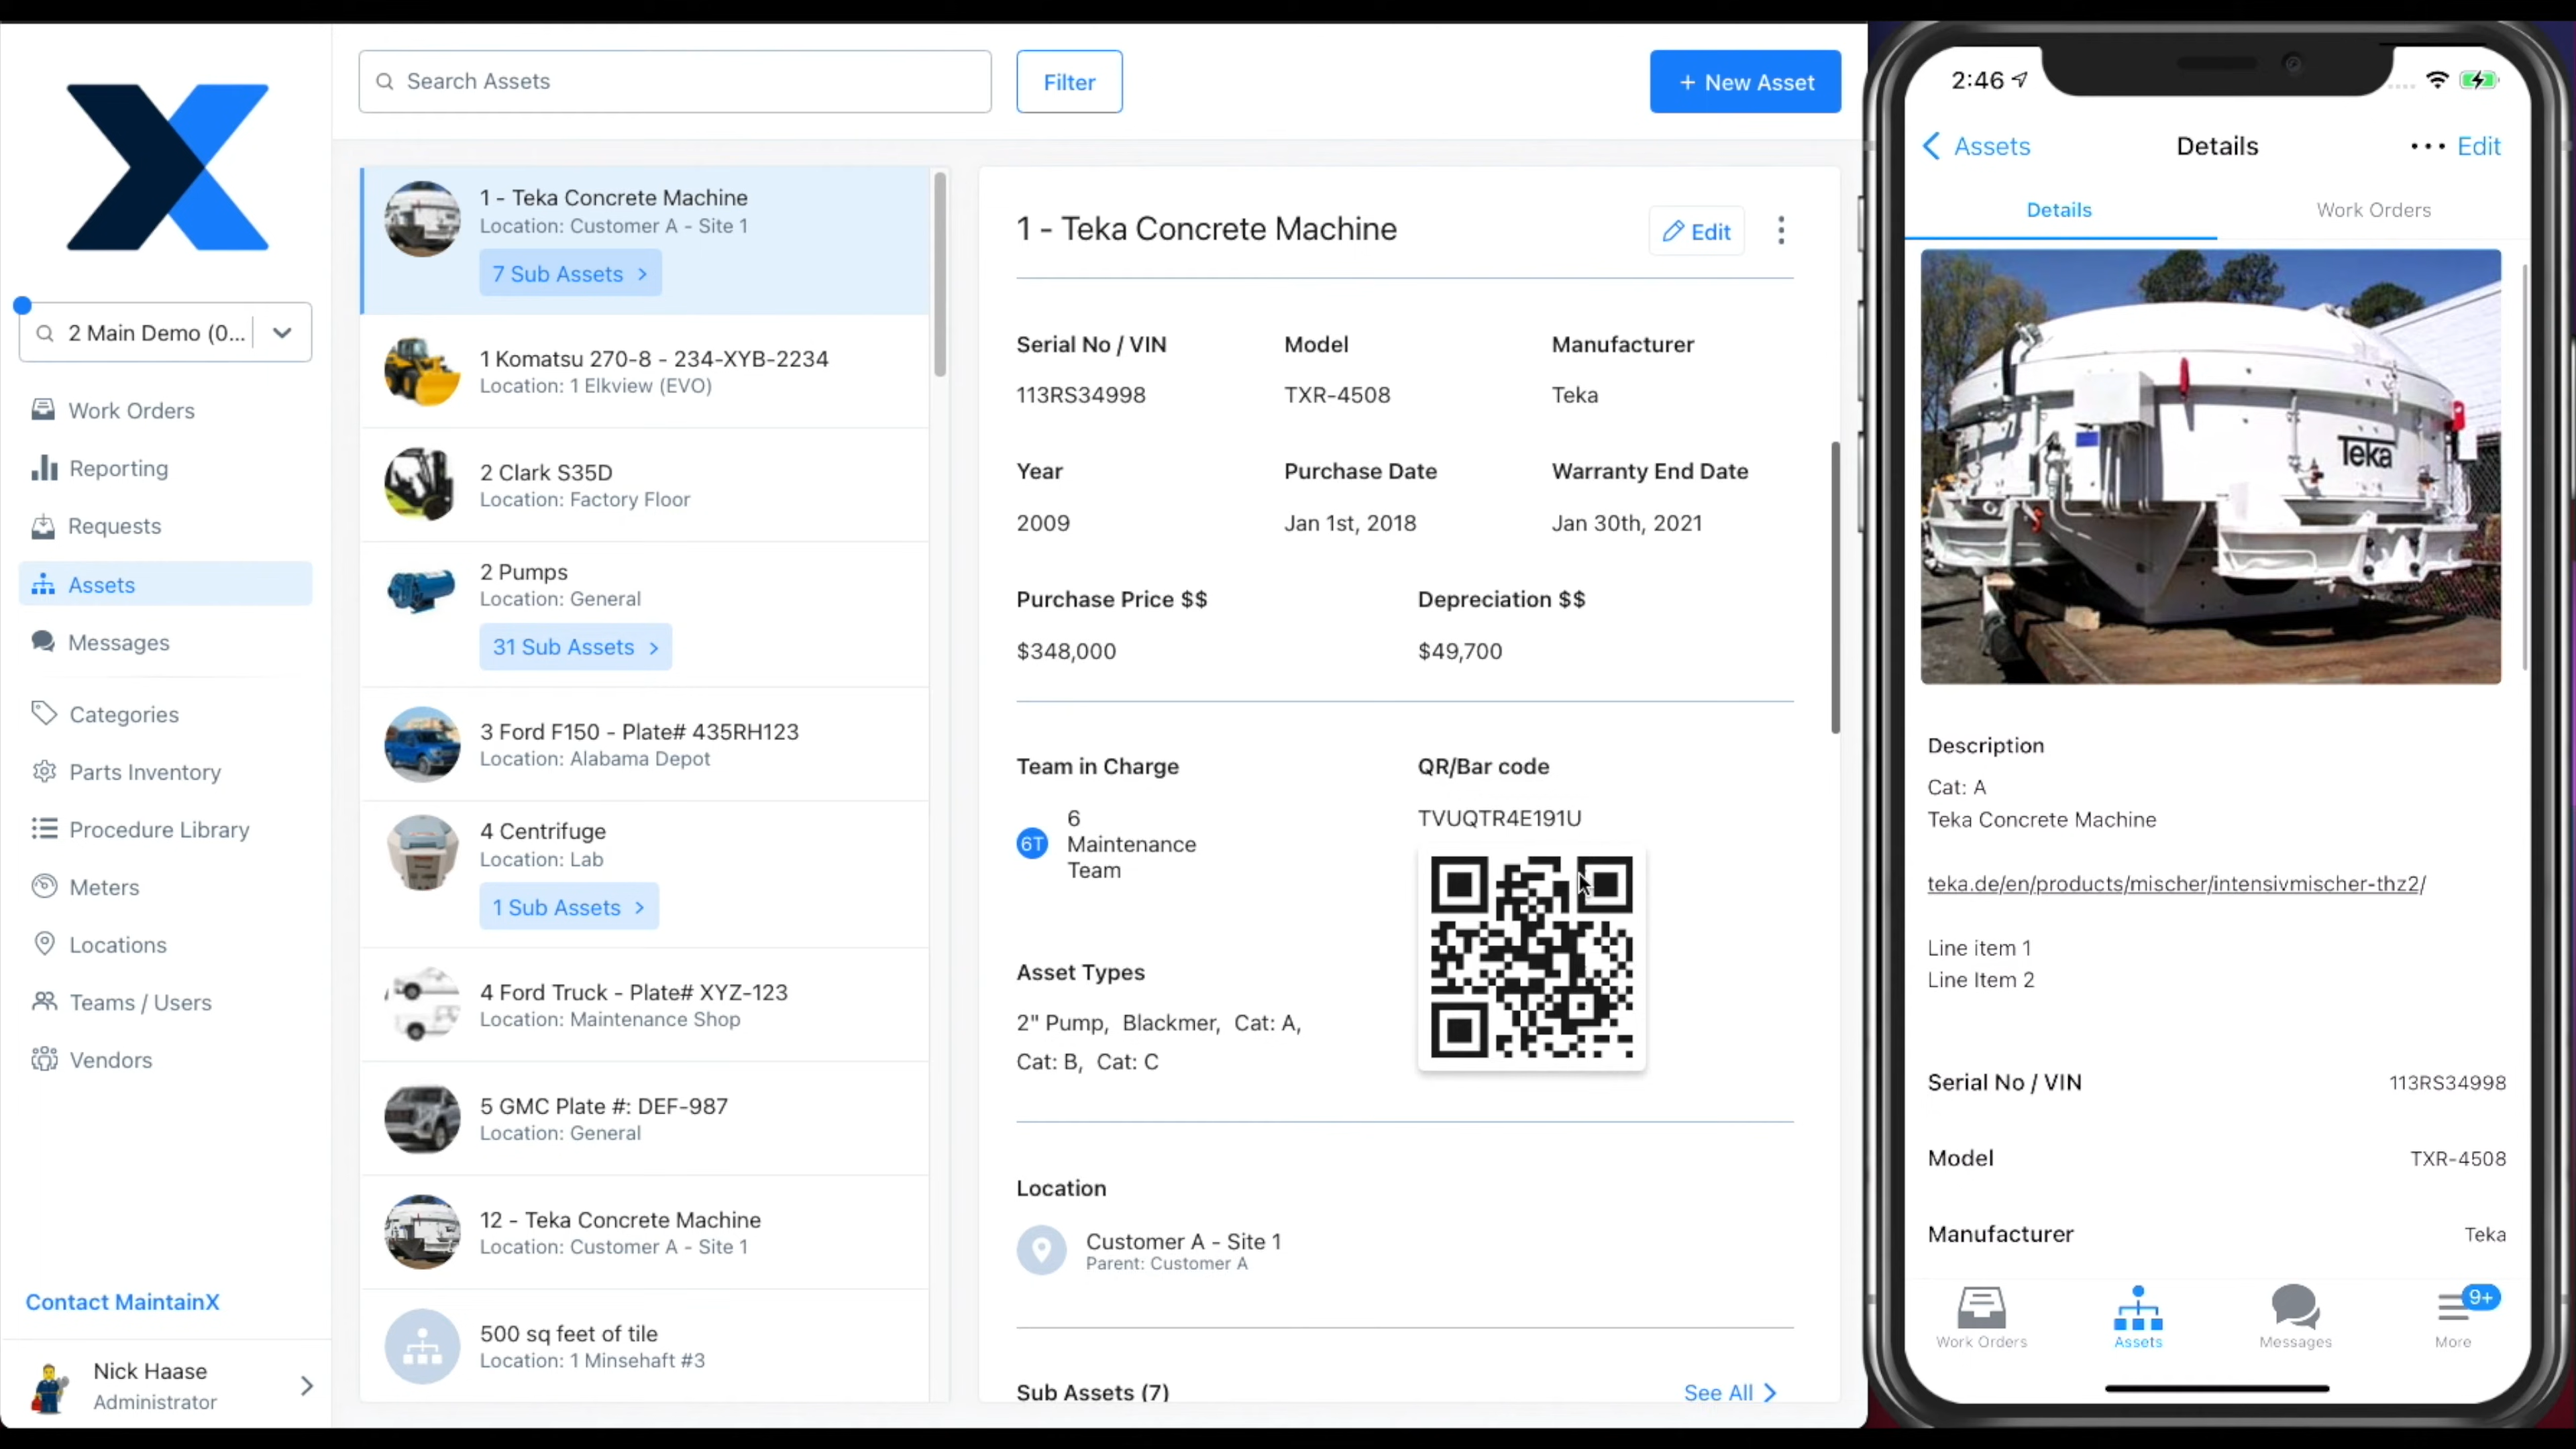 Search Assets
Filter
+ New Asset
2 Main Demo (0...
Work Orders
Reporting
Requests
Assets
Messages
Categories
Parts Inventory
Procedure Library
Meters
Locations
Teams / Users
Vendors
Contact MaintainX
Nick Haase
Administrator
1 - Teka Concrete Machine
Location: Customer A - Site 1
7 Sub Assets >
1 Komatsu 270-8 - 234-XYB-2234
Location: 1 Elkview (EVO)
2 Clark S35D
Location: Factory Floor
2 Pumps
Location: General
31 Sub Assets >
3 Ford F150 - Plate# 435RH123
Location: Alabama Depot
4 Centrifuge
Location: Lab
1 Sub Assets >
4 Ford Truck - Plate# XYZ-123
Location: Maintenance Shop
5 GMC Plate #: DEF-987
Location: General
12 - Teka Concrete Machine
Location: Customer A - Site 1
500 sq feet of tile
Location: 1 Minsehaft #3
1 - Teka Concrete Machine
Edit
Serial No / VIN Model Manufacturer
113RS34998 TXR-4508 Teka
Year Purchase Date Warranty End Date
2009 Jan 1st, 2018 Jan 30th, 2021
Purchase Price $$ Depreciation $$
$348,000 $49,700
Team in Charge
6T
6
Maintenance
Team
QR/Bar code
TVUQTR4E191U
Asset Types
2" Pump, Blackmer, Cat: A,
Cat: B, Cat: C
Location
Customer A - Site 1
Parent: Customer A
Sub Assets (7) See All >
2:46
Assets Details ... Edit
Details Work Orders
Teka
Description
Cat: A
Teka Concrete Machine
teka.de/en/products/mischer/intensivmischer-thz2/
Line item 1
Line Item 2
Serial No / VIN 113RS34998
Model TXR-4508
Manufacturer Teka
9+
Work Orders Assets Messages More